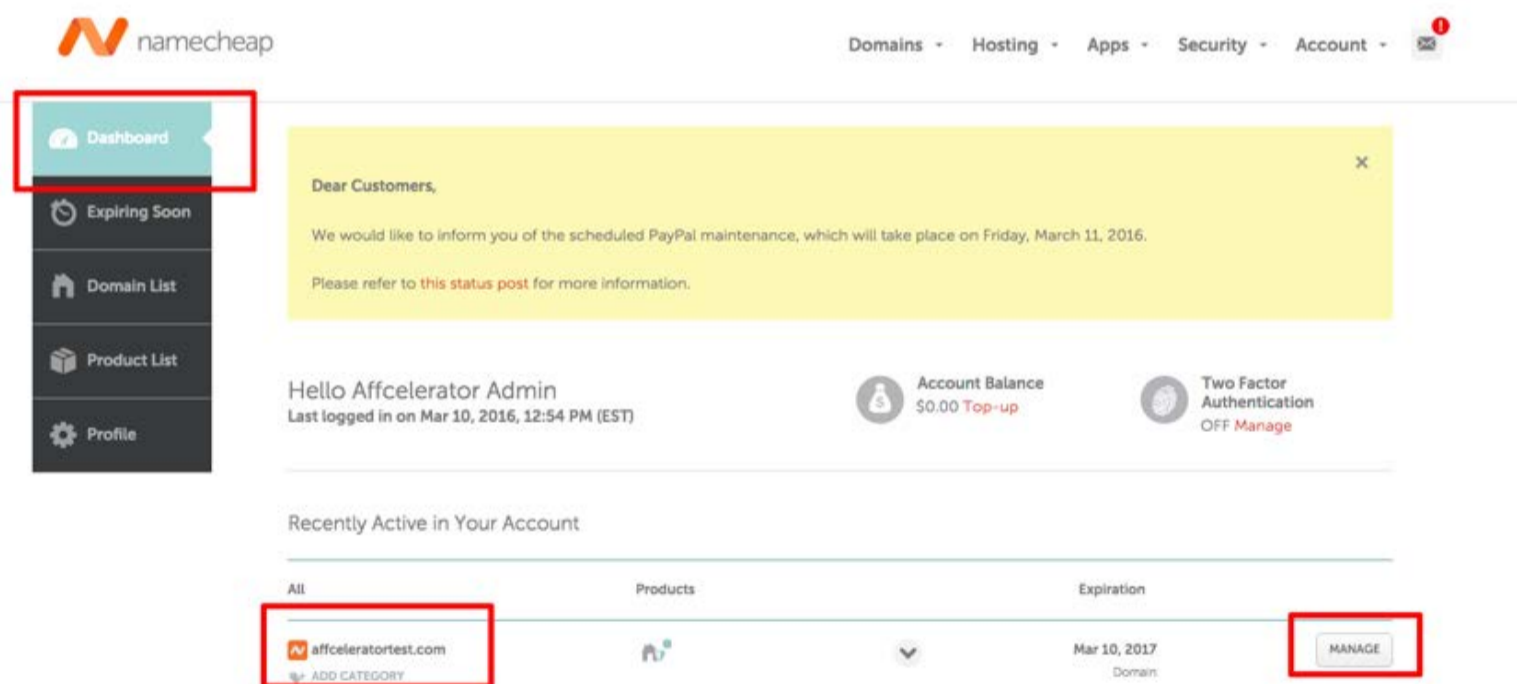 namecheap
Domains Hosting Apps Security Account
Dashboard
Expiring Soon
Domain List
Product List
Profile
Dear Customers,
We would like to inform you of the scheduled PayPal maintenance, which will take place on Friday, March 11, 2016.
Please refer to this status post for more information.
Hello Affcelerator Admin
Last logged in on Mar 10, 2016, 12:54 PM (EST)
Account Balance
$0.00 Top-up
Two Factor
Authentication
OFF Manage
Recently Active in Your Account
All Products Expiration
affceleratortest.com Mar 10, 2017 MANAGE
ADD CATEGORY Domain